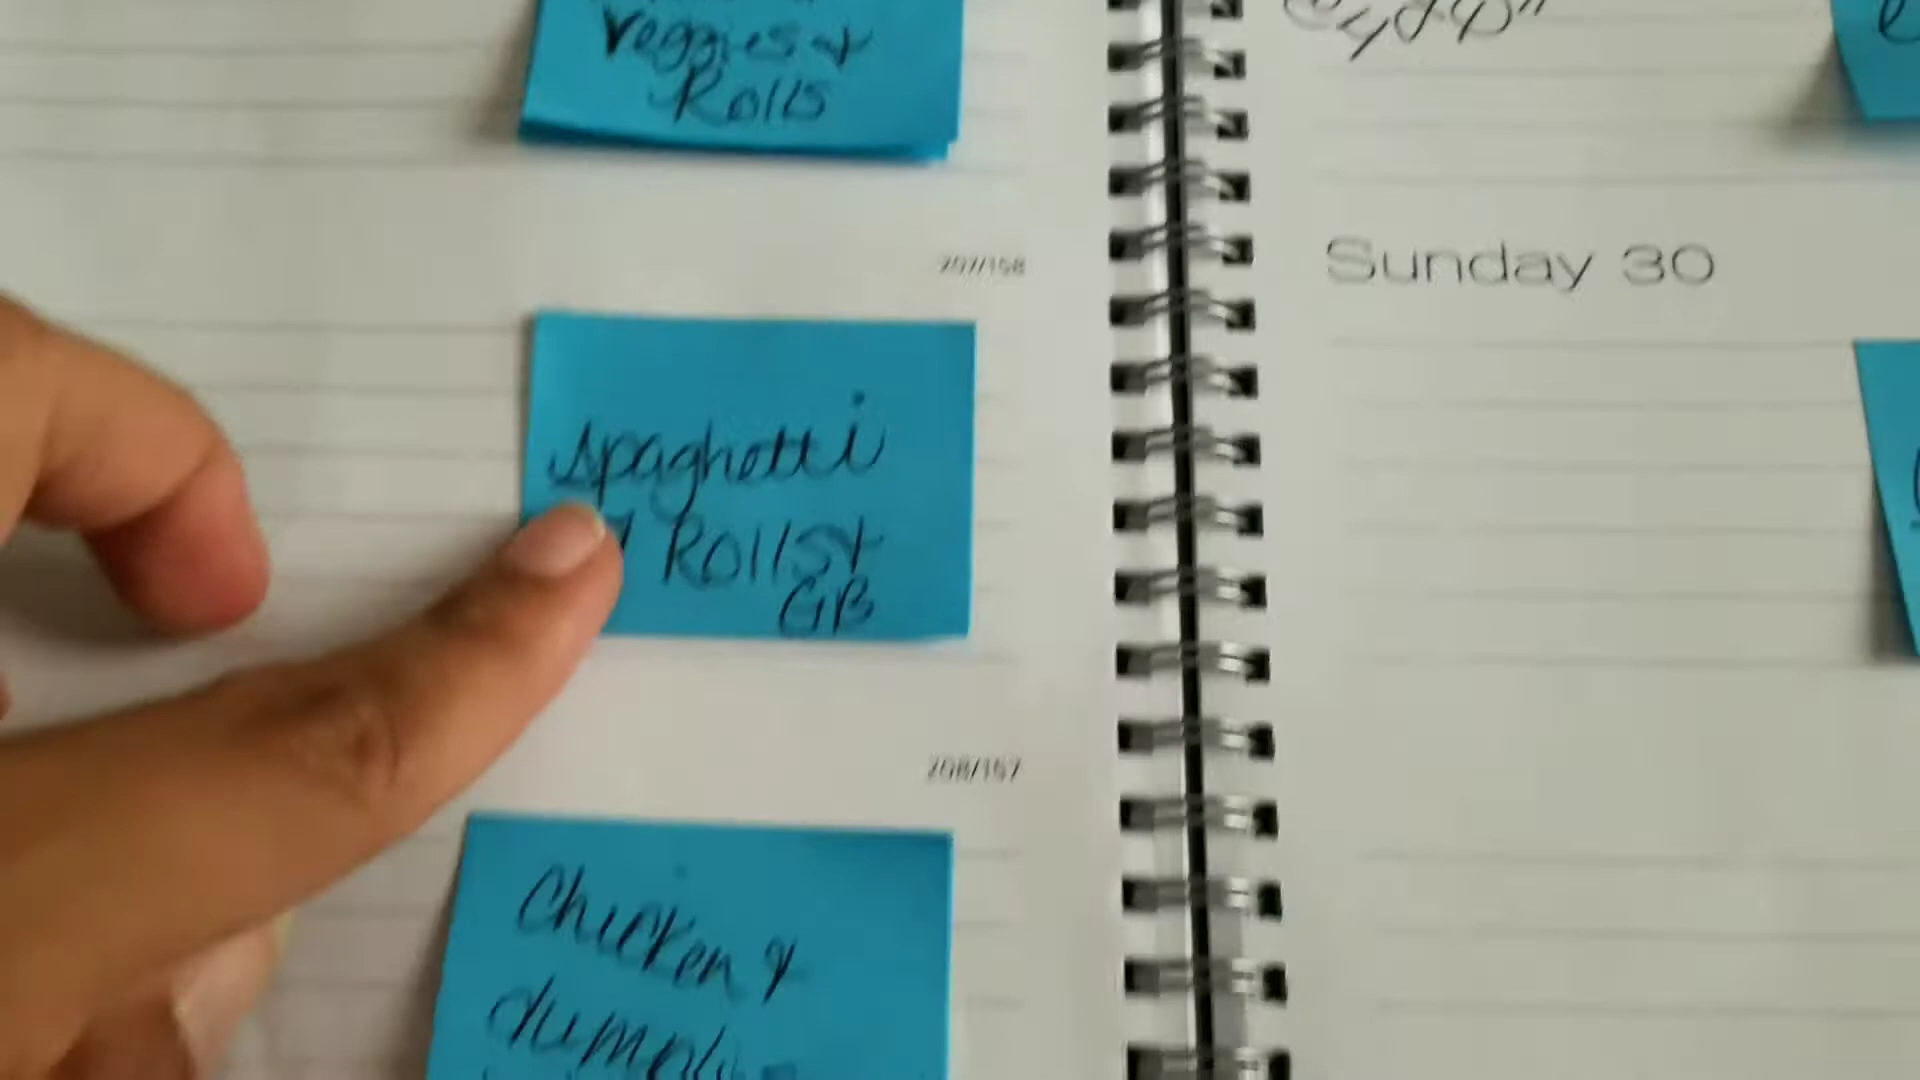 veggies &
Rolls
207/158
spaghetti
Rolls &
GB
208/157
chicken &
Sunday 30